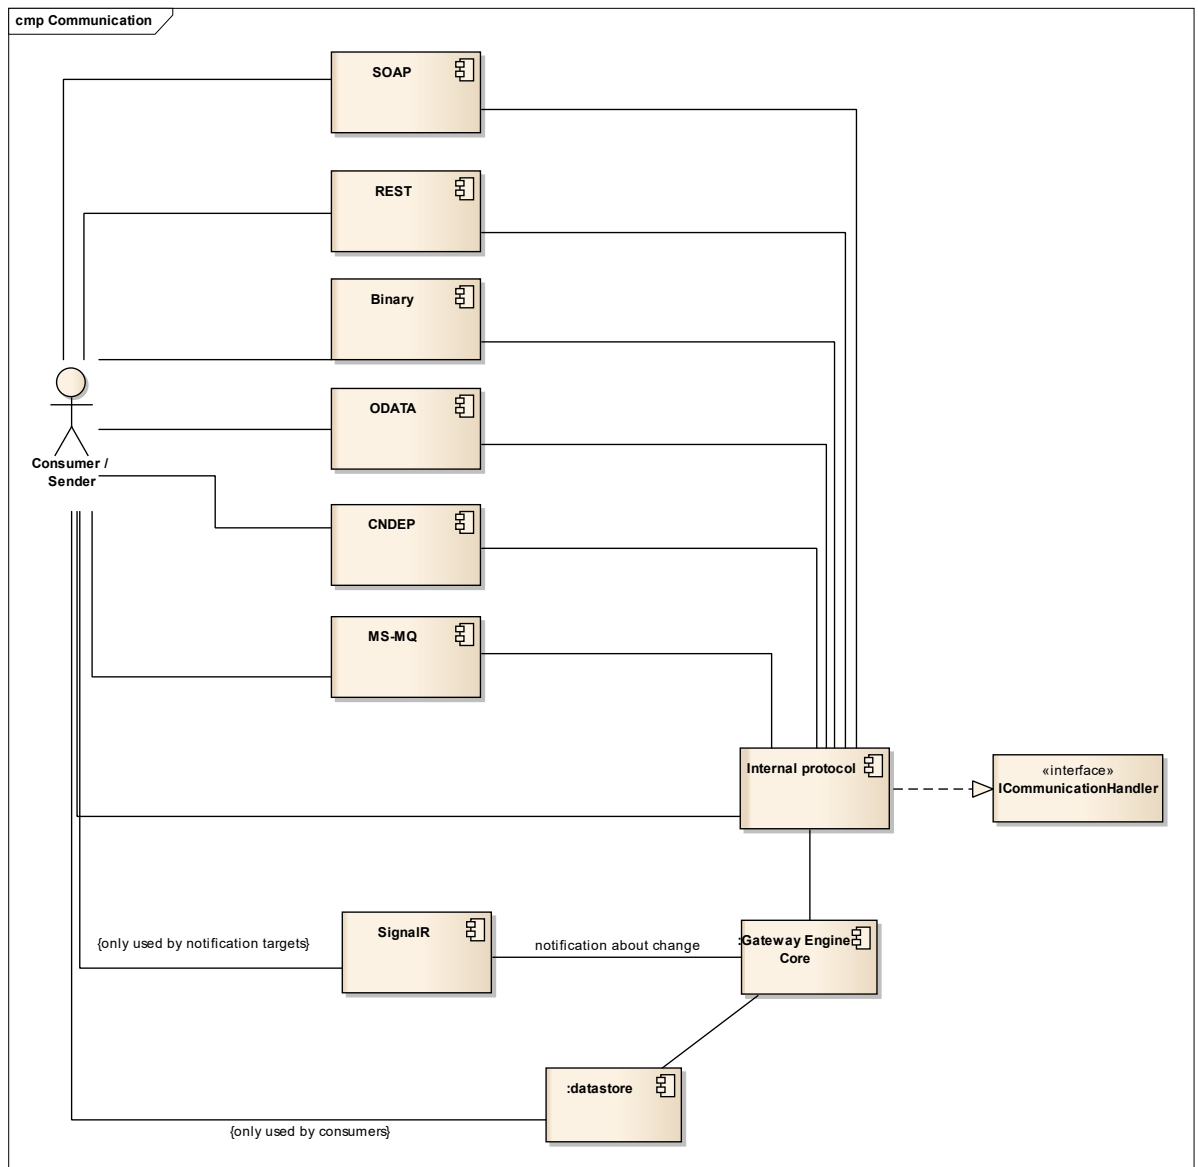 cmp Communication
SOAP
REST
Binary
ODATA
Consumer /
Sender
CNDEP
MS-MQ
Internal protocol
«interface»
ICommunicationHandler
{only used by notification targets}
SignalR
notification about change
:Gateway Engine
Core
:datastore
{only used by consumers}